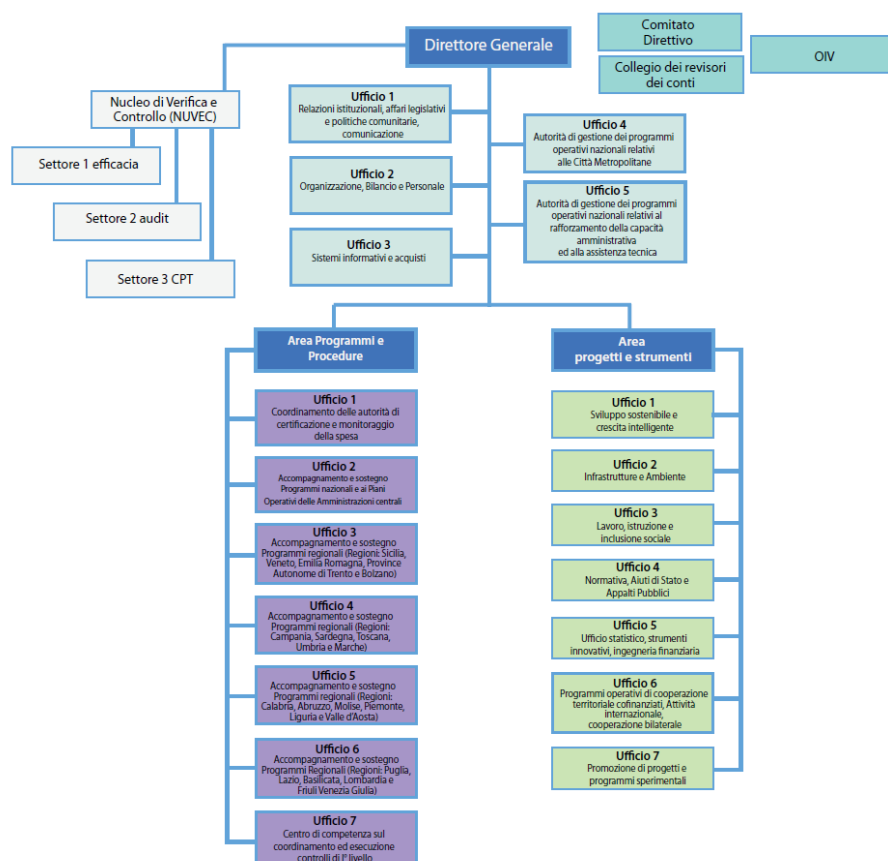 Direttore Generale
Comitato
Direttivo
Collegio dei revisori
dei conti
OIV
Nucleo di Verifica e
Controllo (NUVEC)
Settore 1 efficacia
Settore 2 audit
Settore 3 CPT
Ufficio 1
Relazioni istituzionali, affari legislativi
e politiche comunitarie,
comunicazione
Ufficio 2
Organizzazione, Bilancio e Personale
Ufficio 3
Sistemi informativi e acquisti
Ufficio 4
Autorità di gestione dei programmi
operativi nazionali relativi
alle Città Metropolitane
Ufficio 5
Autorità di gestione dei programmi
operativi nazionali relativi al
rafforzamento della capacità
amministrativa
ed alla assistenza tecnica
Area Programmi e
Procedure
Ufficio 1
Coordinamento delle autorità di
certificazione e monitoraggio
della spesa
Ufficio 2
Accompagnamento e sostegno
Programmi nazionali e ai Piani
Operativi delle Amministrazioni centrali
Ufficio 3
Accompagnamento e sostegno
Programmi regionali (Regioni: Sicilia,
Veneto, Emilia Romagna, Province
Autonome di Trento e Bolzano)
Ufficio 4
Accompagnamento e sostegno
Programmi regionali (Regioni:
Campania, Sardegna, Toscana,
Umbria e Marche)
Ufficio 5
Accompagnamento e sostegno
Programmi regionali (Regioni:
Calabria, Abruzzo, Molise, Piemonte,
Liguria e Valle d'Aosta)
Ufficio 6
Accompagnamento e sostegno
Programmi Regionali (Regioni: Puglia,
Lazio, Basilicata, Lombardia e
Friuli Venezia Giulia)
Ufficio 7
Centro di competenza sul
coordinamento ed esecuzione
controlli di I° livello
Area
progetti e strumenti
Ufficio 1
Sviluppo sostenibile e
crescita intelligente
Ufficio 2
Infrastrutture e Ambiente
Ufficio 3
Lavoro, istruzione e
inclusione sociale
Ufficio 4
Normativa, Aiuti di Stato e
Appalti Pubblici
Ufficio 5
Ufficio statistico, strumenti
innovativi, ingegneria finanziaria
Ufficio 6
Programmi operativi di cooperazione
territoriale cofinanziati, Attività
internazionale,
cooperazione bilaterale
Ufficio 7
Promozione di progetti e
programmi sperimentali